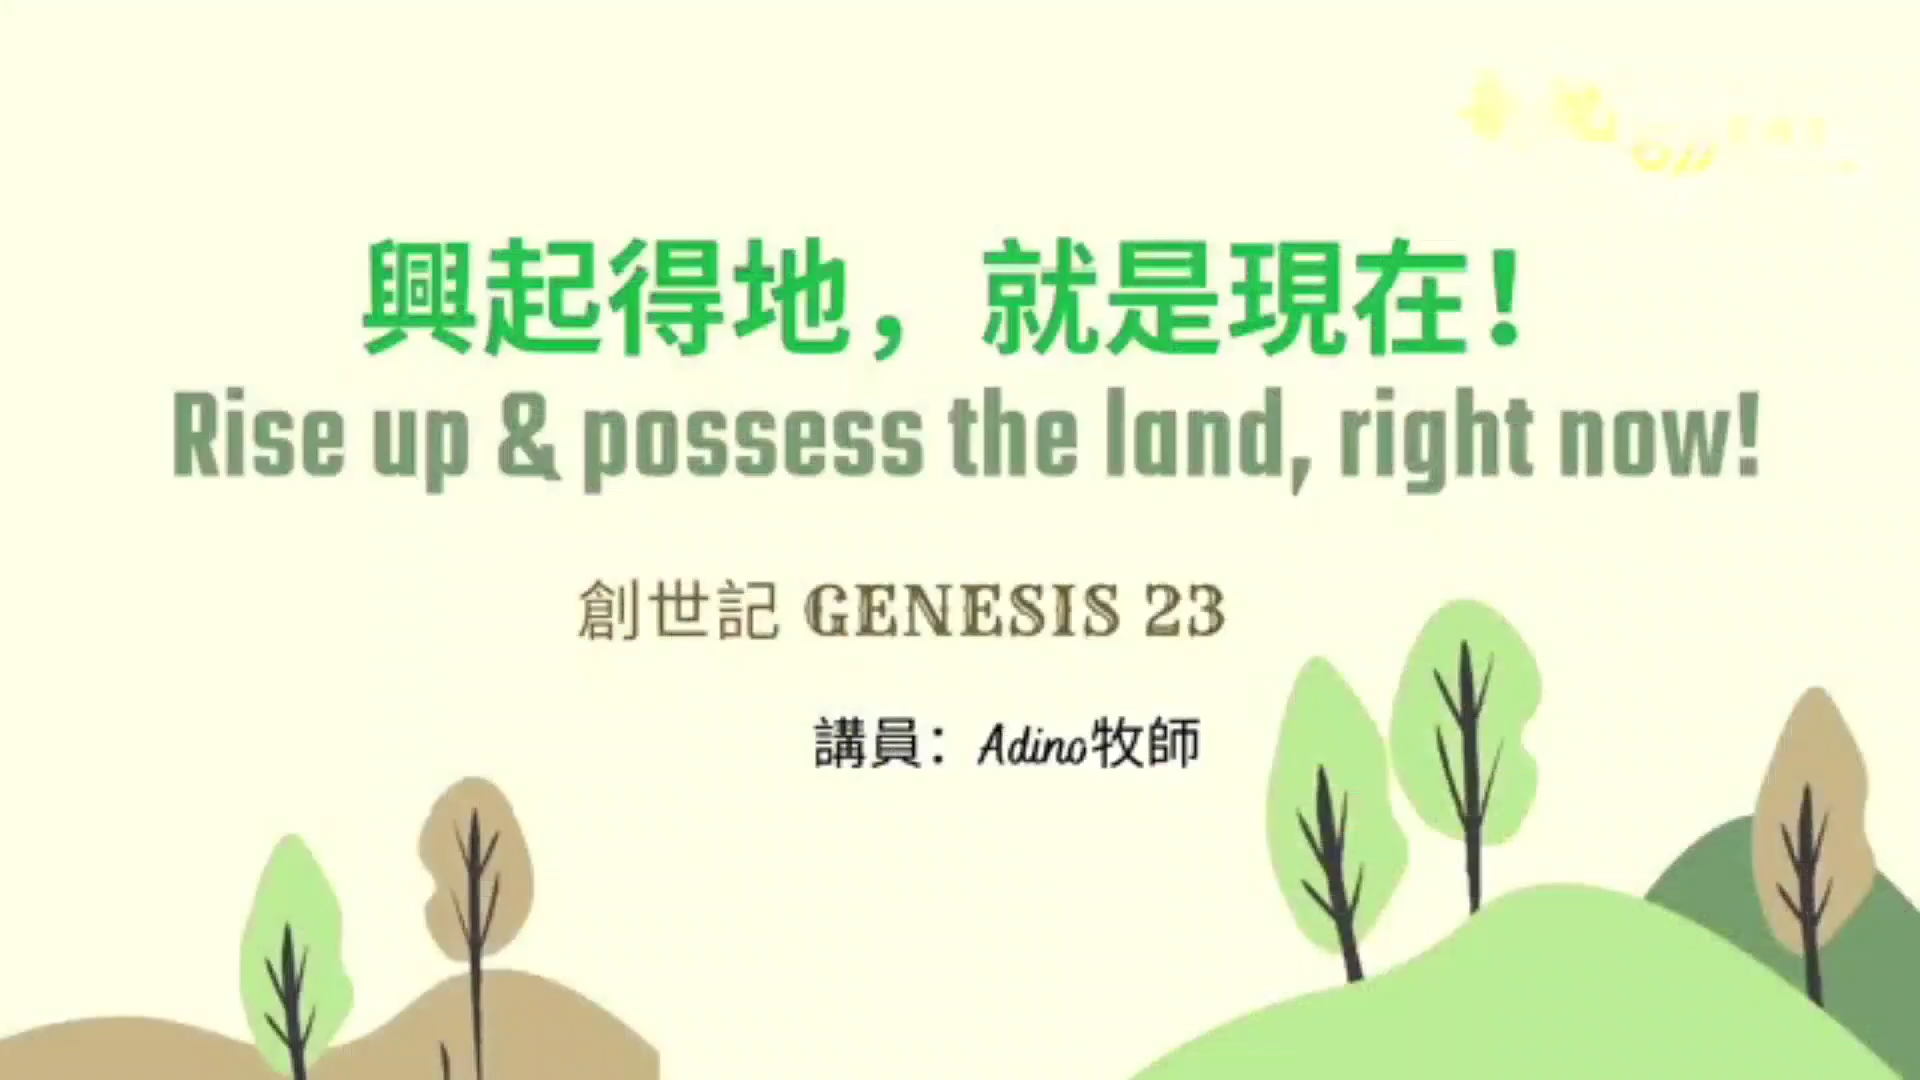 興起得地，就是現在！
Rise up & possess the land, right now!
創世記 GENESIS 23
講員：Adino牧師